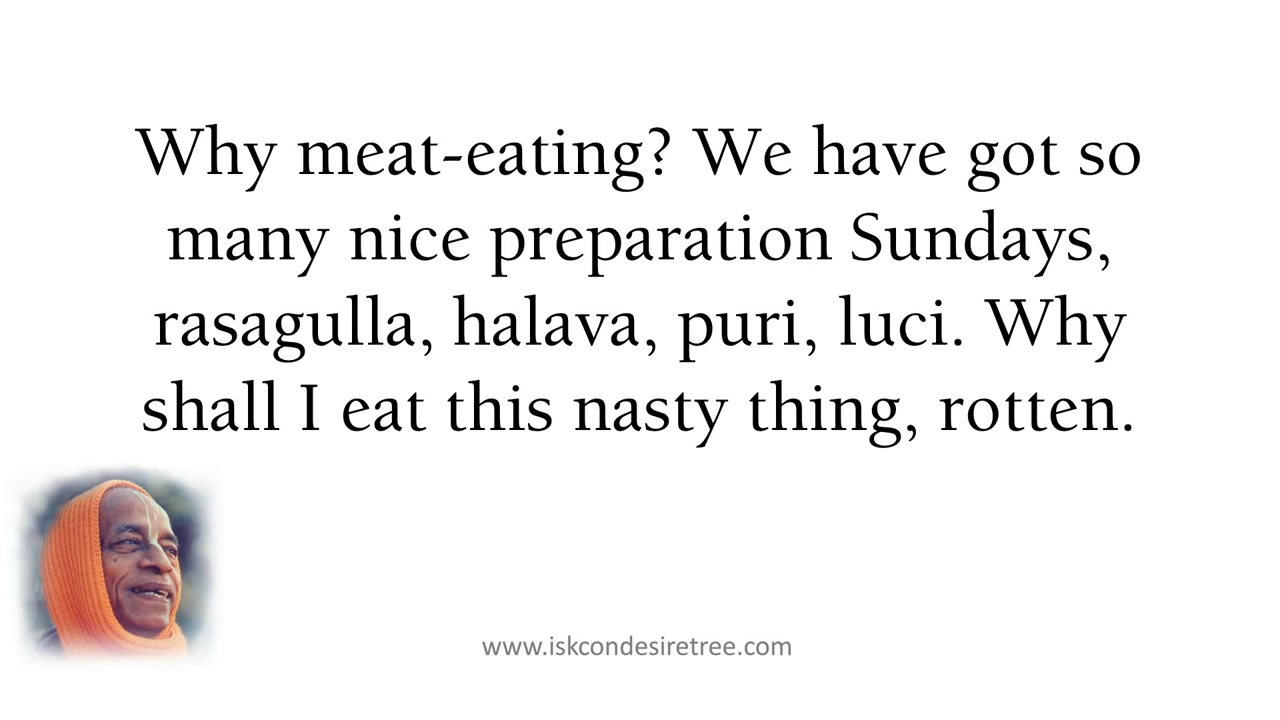 Why meat-eating? We have got so
many nice preparation Sundays,
rasagulla, halava, puri, luci. Why
shall I eat this nasty thing, rotten.
www.iskcondesiretree.com